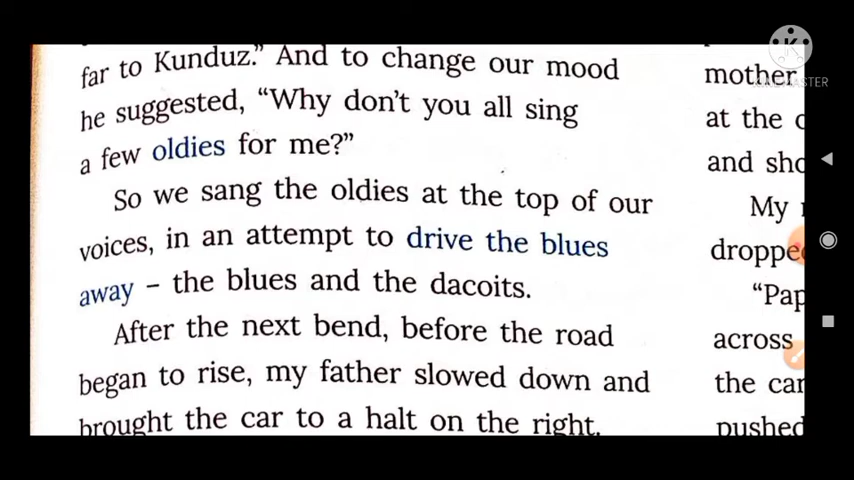 far to Kunduz.” And to change our mood
he suggested, “Why don’t you all sing
a few oldies for me?”
So we sang the oldies at the top of our
voices, in an attempt to drive the blues
away – the blues and the dacoits.
After the next bend, before the road
began to rise, my father slowed down and
brought the car to a halt on the right.
mother
at the
and
My
dropped
“Pap
across
the car
pushed
K